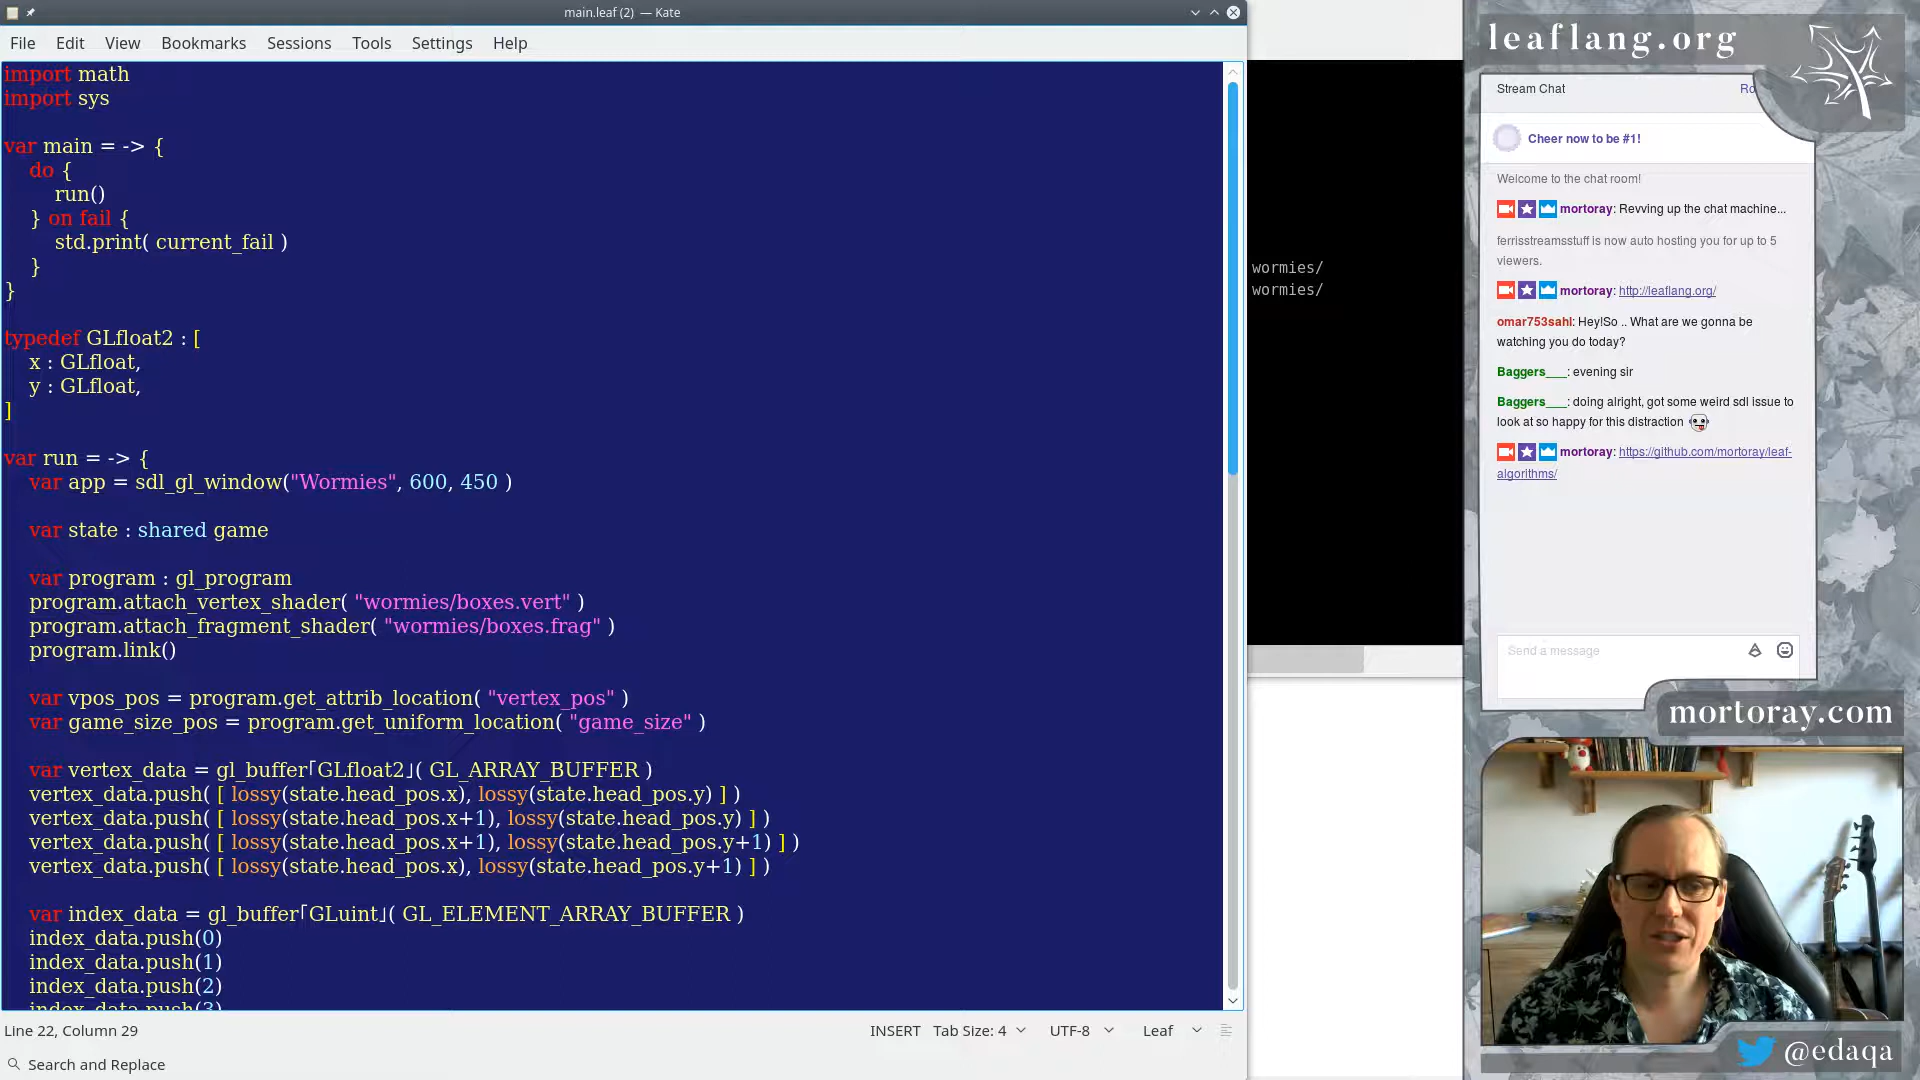 main.leaf (2) — Kate
File Edit View Bookmarks Sessions Tools Settings Help
import math
import sys
var main = -> {
do {
run()
} on fail {
std.print( current_fail )
}
}
typedef GLfloat2 : [
x : GLfloat,
y : GLfloat,
]
var run = -> {
var app = sdl_gl_window("Wormies", 600, 450 )
var state : shared game
var program : gl_program
program.attach_vertex_shader( "wormies/boxes.vert" )
program.attach_fragment_shader( "wormies/boxes.frag" )
program.link()
var vpos_pos = program.get_attrib_location( "vertex_pos" )
var game_size_pos = program.get_uniform_location( "game_size" )
var vertex_data = gl_buffer「GLfloat2」( GL_ARRAY_BUFFER )
vertex_data.push( [ lossy(state.head_pos.x), lossy(state.head_pos.y) ] )
vertex_data.push( [ lossy(state.head_pos.x+1), lossy(state.head_pos.y) ] )
vertex_data.push( [ lossy(state.head_pos.x+1), lossy(state.head_pos.y+1) ] )
vertex_data.push( [ lossy(state.head_pos.x), lossy(state.head_pos.y+1) ] )
var index_data = gl_buffer「GLuint」( GL_ELEMENT_ARRAY_BUFFER )
index_data.push(0)
index_data.push(1)
index_data.push(2)
index_data.push(3)
Line 22, Column 29
INSERT Tab Size: 4 UTF-8 Leaf
Search and Replace
wormies/
wormies/
leaflang.org
Stream Chat
Ro
Cheer now to be #1!
Welcome to the chat room!
mortoray: Revving up the chat machine...
ferrisstreamsstuff is now auto hosting you for up to 5
viewers.
mortoray: http://leaflang.org/
omar753sahl: Hey!So .. What are we gonna be
watching you do today?
Baggers___: evening sir
Baggers___: doing alright, got some weird sdl issue to
look at so happy for this distraction
mortoray: https://github.com/mortoray/leaf-
algorithms/
Send a message
mortoray.com
@edaqa